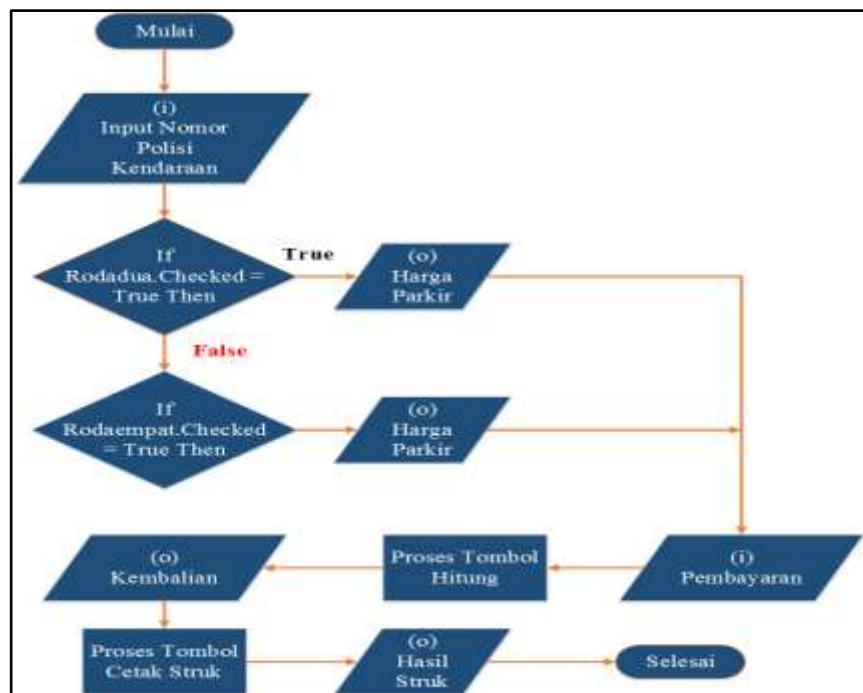 Mulai
(i)
Input Nomor
Polisi
Kendaraan
If
Rodadua.Checked =
True Then
True
(o)
Harga
Parkir
False
If
Rodaempat.Checked
= True Then
(o)
Harga
Parkir
(i)
Pembayaran
Proses Tombol
Hitung
(o)
Kembalian
Proses Tombol
Cetak Struk
(o)
Hasil
Struk
Selesai